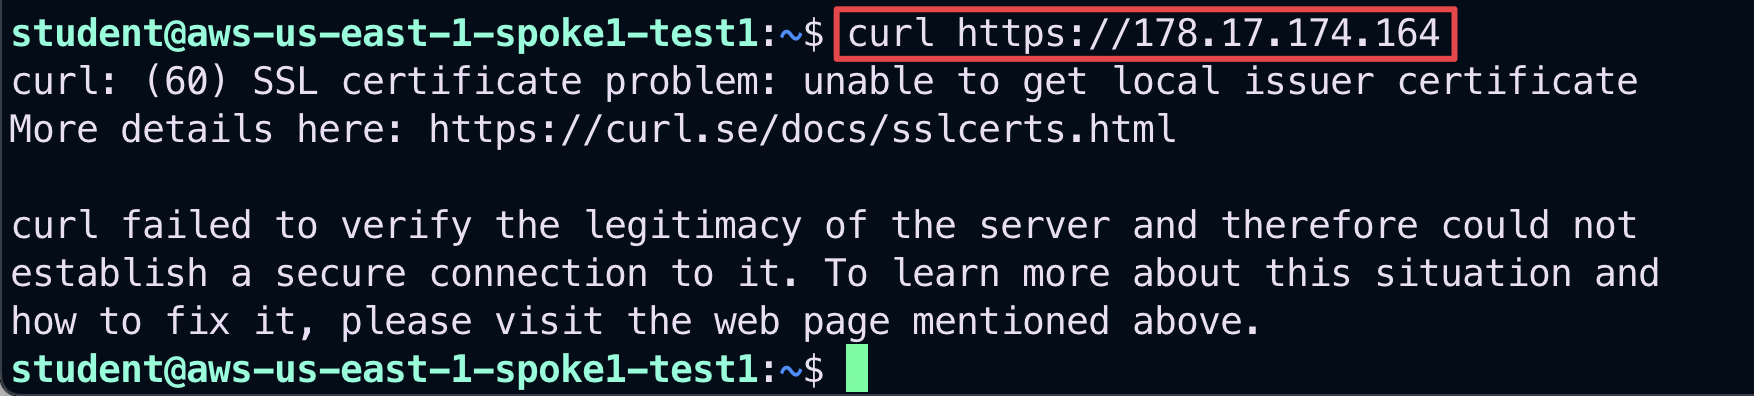 student@aws-us-east-1-spoke1-test1:~$ curl https://178.17.174.164
curl: (60) SSL certificate problem: unable to get local issuer certificate
More details here: https://curl.se/docs/sslcerts.html

curl failed to verify the legitimacy of the server and therefore could not
establish a secure connection to it. To learn more about this situation and
how to fix it, please visit the web page mentioned above.
student@aws-us-east-1-spoke1-test1:~$